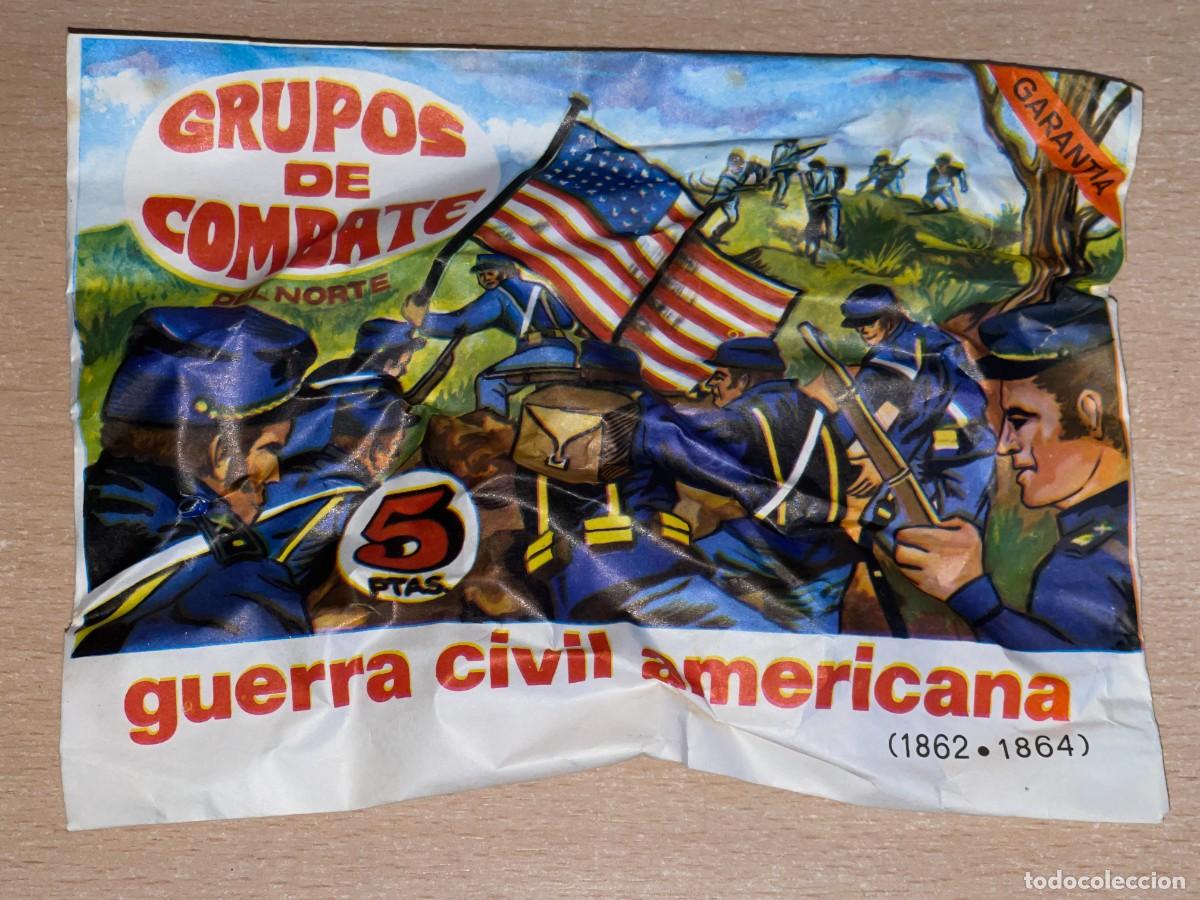 GRUPOS
DE
COMBATE
DEL NORTE
GARANTIA
5
PTAS.
guerra civil americana
(1862 • 1864)
todocoleccion